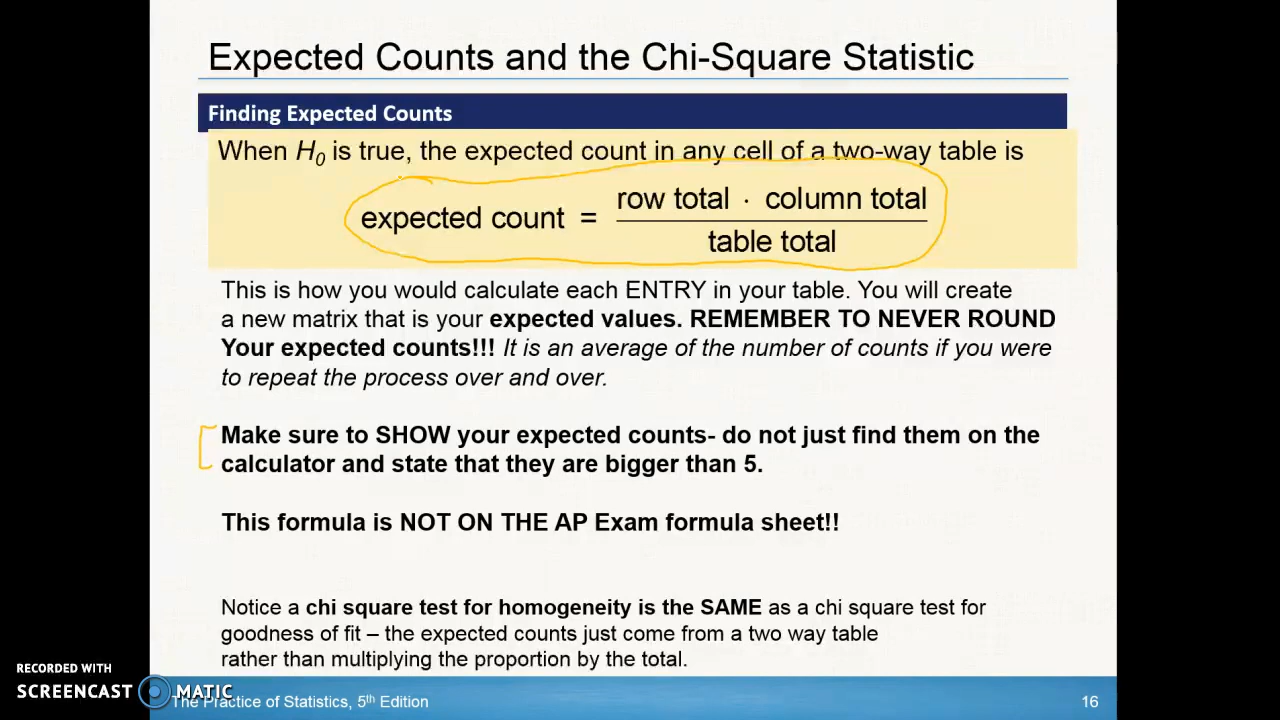 Expected Counts and the Chi-Square Statistic
Finding Expected Counts
When H0 is true, the expected count in any cell of a two-way table is
expected count = row total · column total
table total
This is how you would calculate each ENTRY in your table. You will create
a new matrix that is your expected values. REMEMBER TO NEVER ROUND
Your expected counts!!! It is an average of the number of counts if you were
to repeat the process over and over.
Make sure to SHOW your expected counts- do not just find them on the
calculator and state that they are bigger than 5.
This formula is NOT ON THE AP Exam formula sheet!!
Notice a chi square test for homogeneity is the SAME as a chi square test for
goodness of fit – the expected counts just come from a two way table
rather than multiplying the proportion by the total.
RECORDED WITH
SCREENCAST MATIC
The Practice of Statistics, 5th Edition
16